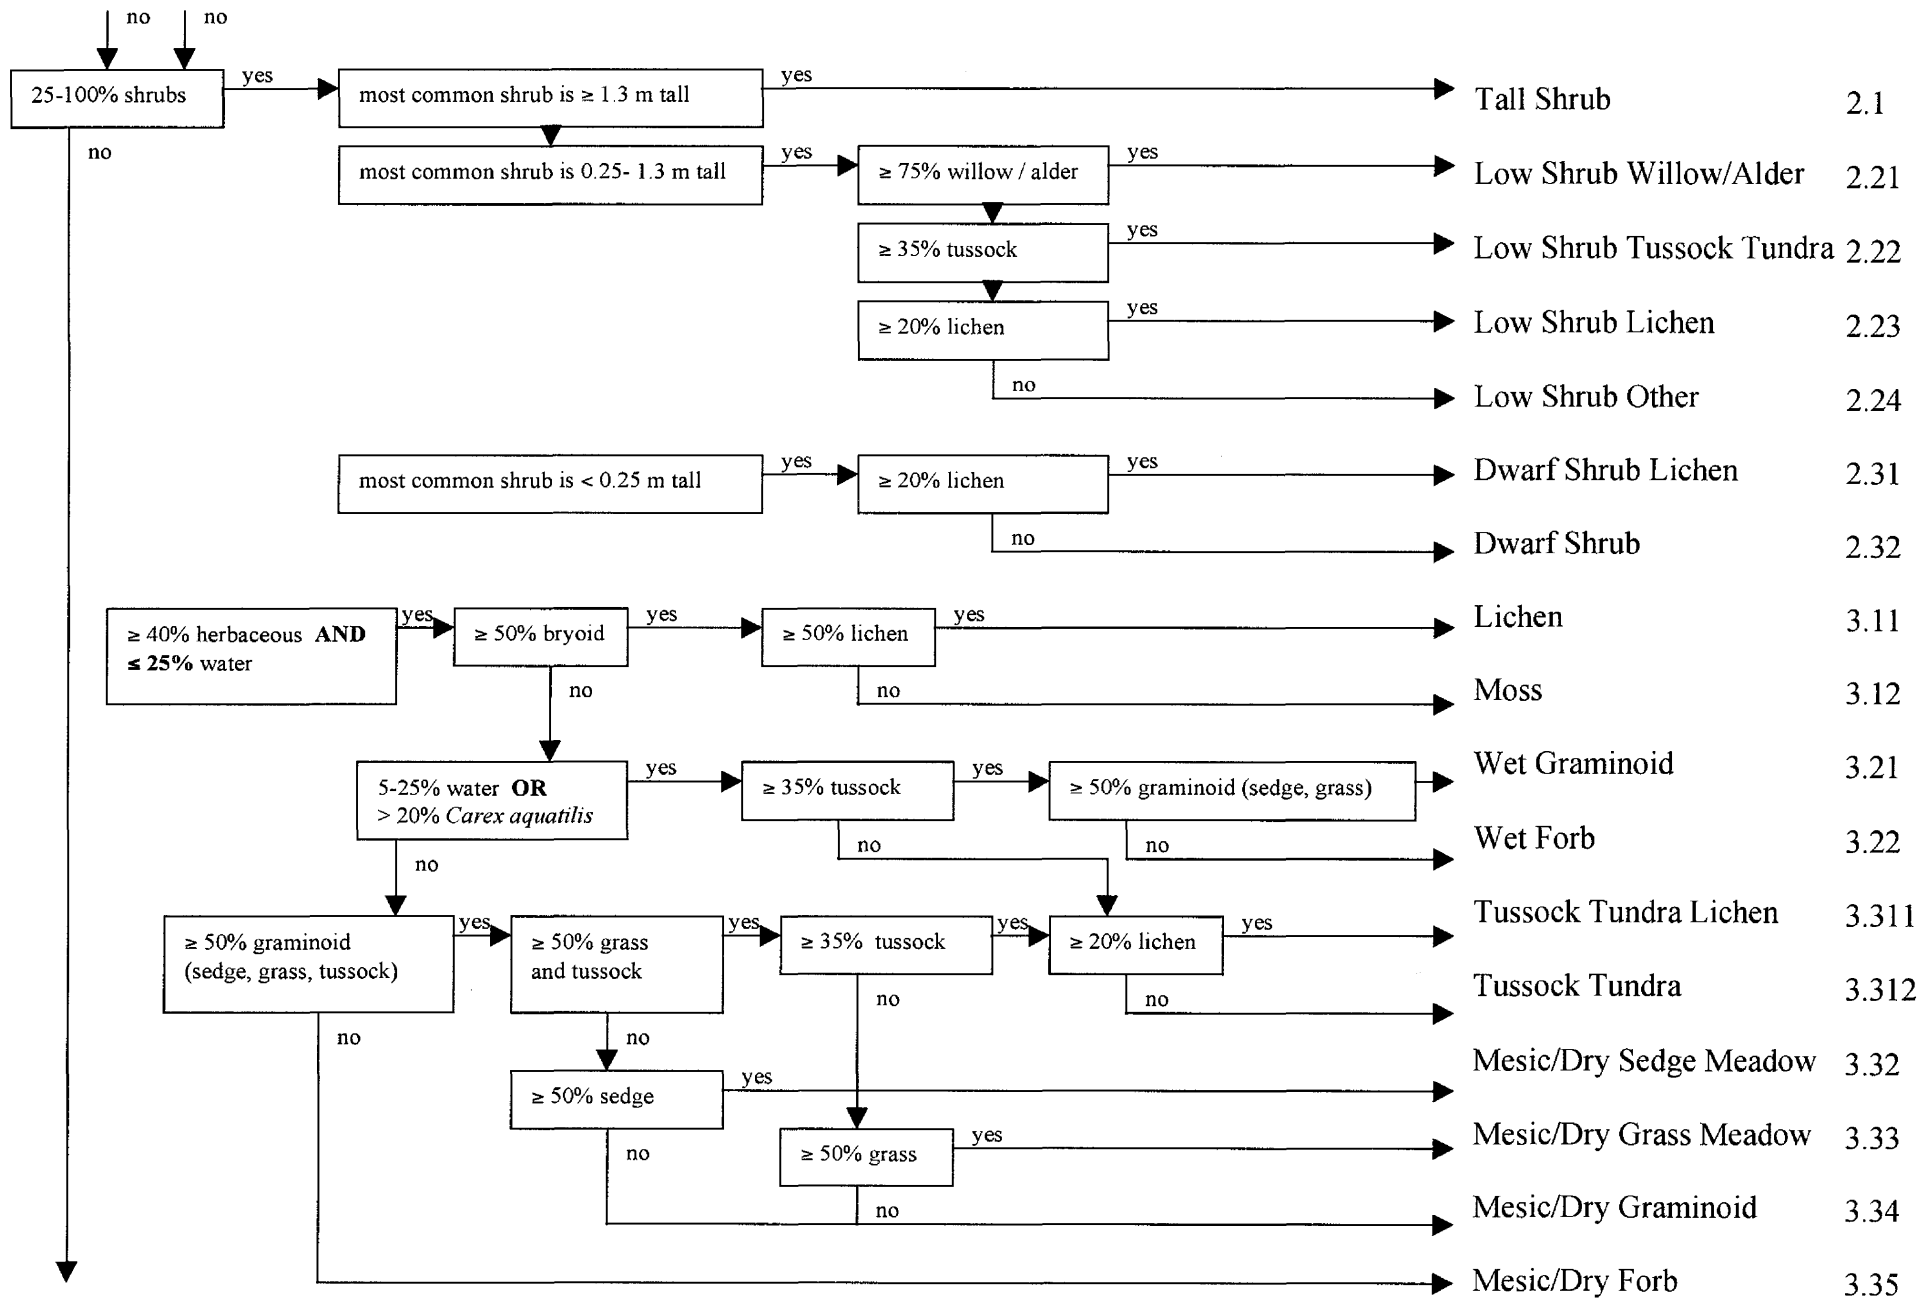 no no
25-100% shrubs yes most common shrub is ≥ 1.3 m tall yes Tall Shrub 2.1
no
most common shrub is 0.25- 1.3 m tall yes ≥ 75% willow / alder yes Low Shrub Willow/Alder 2.21
≥ 35% tussock yes Low Shrub Tussock Tundra 2.22
≥ 20% lichen yes Low Shrub Lichen 2.23
no Low Shrub Other 2.24
most common shrub is < 0.25 m tall yes ≥ 20% lichen yes Dwarf Shrub Lichen 2.31
no Dwarf Shrub 2.32
≥ 40% herbaceous AND
≤ 25% water yes ≥ 50% bryoid yes ≥ 50% lichen yes Lichen 3.11
no no Moss 3.12
5-25% water OR
> 20% Carex aquatilis yes ≥ 35% tussock yes ≥ 50% graminoid (sedge, grass) Wet Graminoid 3.21
no no no Wet Forb 3.22
≥ 50% graminoid
(sedge, grass, tussock) yes ≥ 50% grass
and tussock yes ≥ 35% tussock yes ≥ 20% lichen yes Tussock Tundra Lichen 3.311
no no Tussock Tundra 3.312
no no
≥ 50% sedge yes Mesic/Dry Sedge Meadow 3.32
no ≥ 50% grass yes Mesic/Dry Grass Meadow 3.33
no Mesic/Dry Graminoid 3.34
Mesic/Dry Forb 3.35